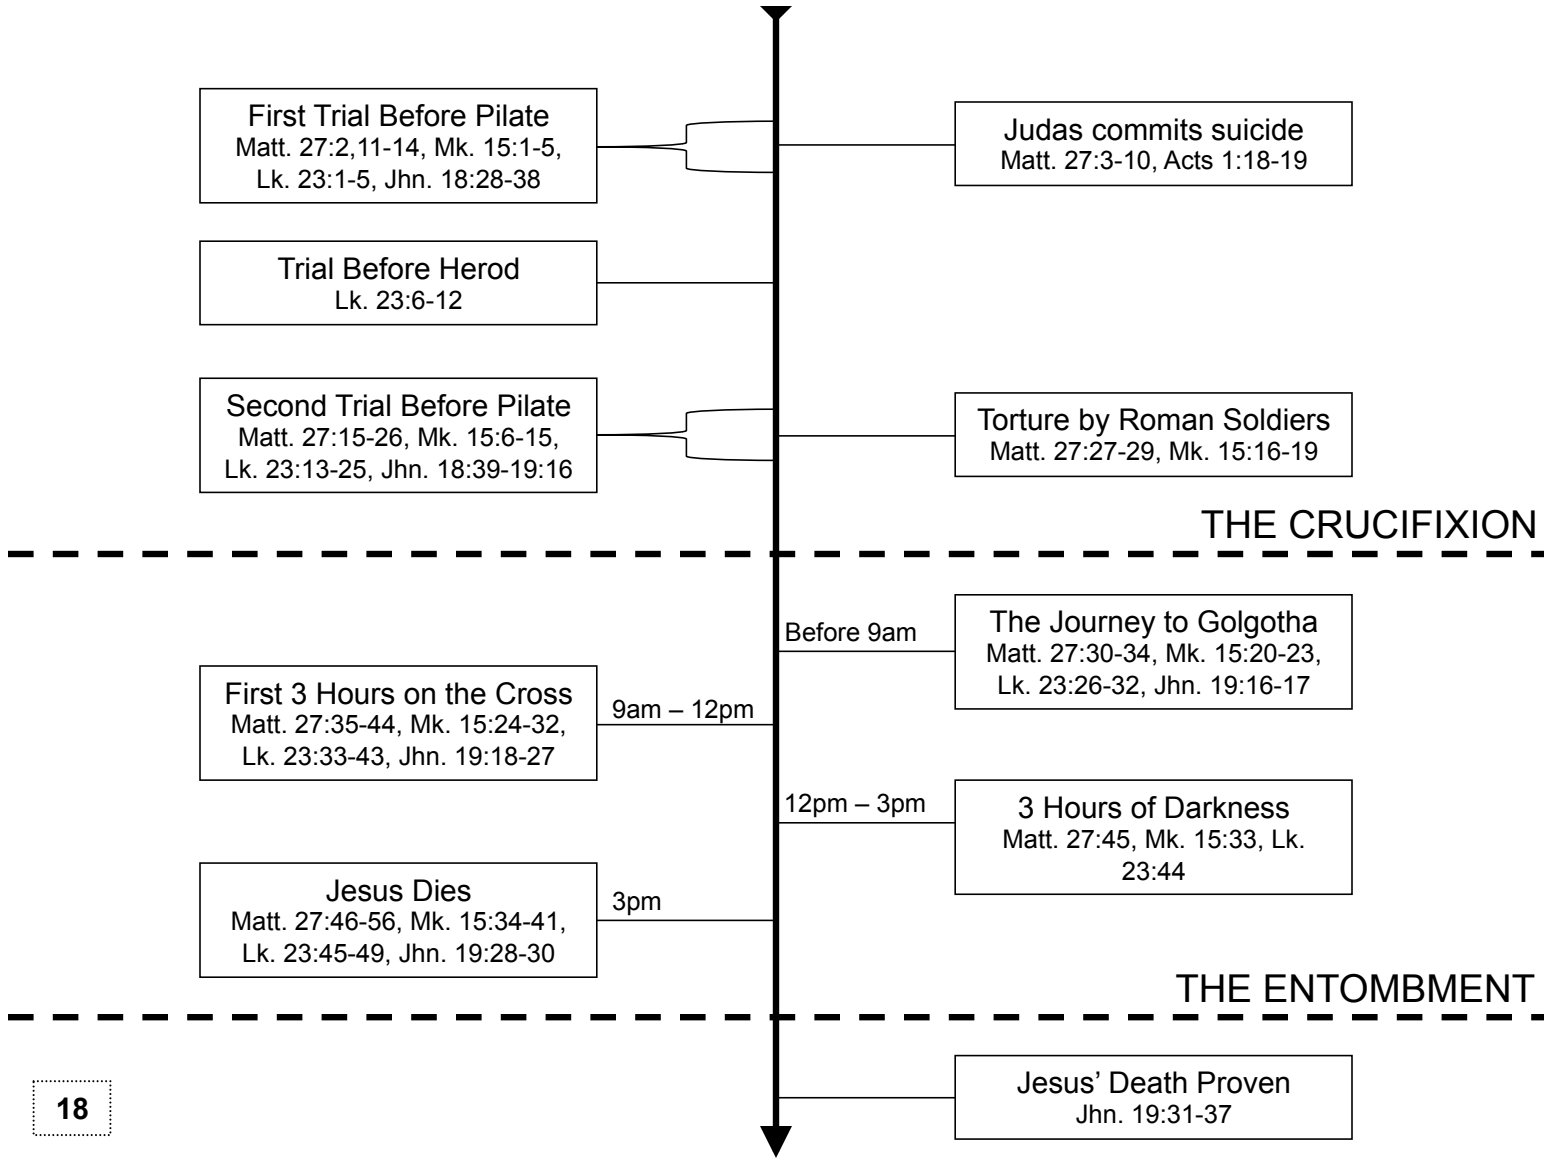 First Trial Before Pilate
Matt. 27:2,11-14, Mk. 15:1-5,
Lk. 23:1-5, Jhn. 18:28-38
Judas commits suicide
Matt. 27:3-10, Acts 1:18-19
Trial Before Herod
Lk. 23:6-12
Second Trial Before Pilate
Matt. 27:15-26, Mk. 15:6-15,
Lk. 23:13-25, Jhn. 18:39-19:16
Torture by Roman Soldiers
Matt. 27:27-29, Mk. 15:16-19
THE CRUCIFIXION
Before 9am
The Journey to Golgotha
Matt. 27:30-34, Mk. 15:20-23,
Lk. 23:26-32, Jhn. 19:16-17
First 3 Hours on the Cross
Matt. 27:35-44, Mk. 15:24-32,
Lk. 23:33-43, Jhn. 19:18-27
9am – 12pm
12pm – 3pm
3 Hours of Darkness
Matt. 27:45, Mk. 15:33, Lk.
23:44
Jesus Dies
Matt. 27:46-56, Mk. 15:34-41,
Lk. 23:45-49, Jhn. 19:28-30
3pm
THE ENTOMBMENT
Jesus’ Death Proven
Jhn. 19:31-37
18